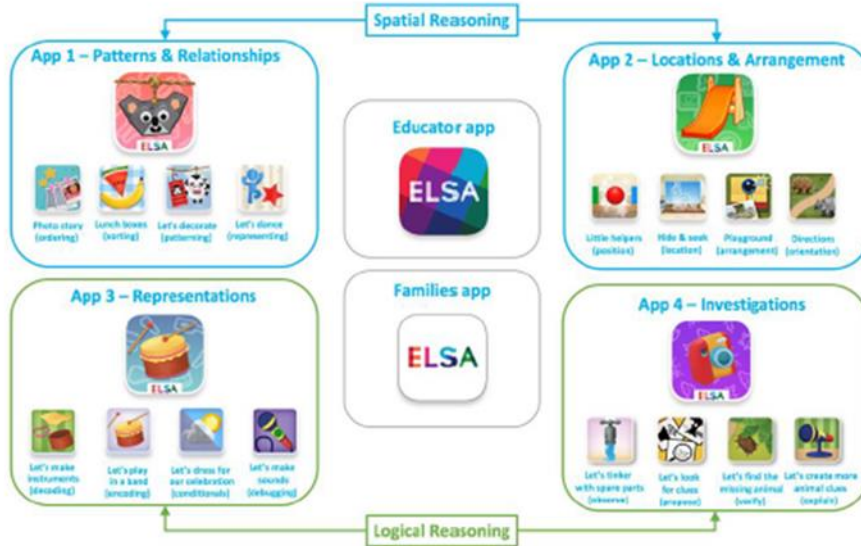 Spatial Reasoning
App 1 – Patterns & Relationships
ELSA
Photo story
(ordering)
Lunch boxes
(sorting)
Let's decorate
(patterning)
Let's dance
(representing)
Educator app
ELSA
App 2 – Locations & Arrangement
ELSA
Little helpers
(position)
Hide & seek
(location)
Playground
(arrangement)
Directions
(orientation)
App 3 – Representations
ELSA
Let's make
instruments
(decoding)
Let's play
in a band
(encoding)
Let's dress for
our celebration
(conditionals)
Let's make
sounds
(debugging)
Families app
ELSA
App 4 – Investigations
ELSA
Let's tinker
with spare parts
(observe)
Let's look
for clues
(propose)
Let's find the
missing animal
(verify)
Let's create more
animal clues
(explain)
Logical Reasoning